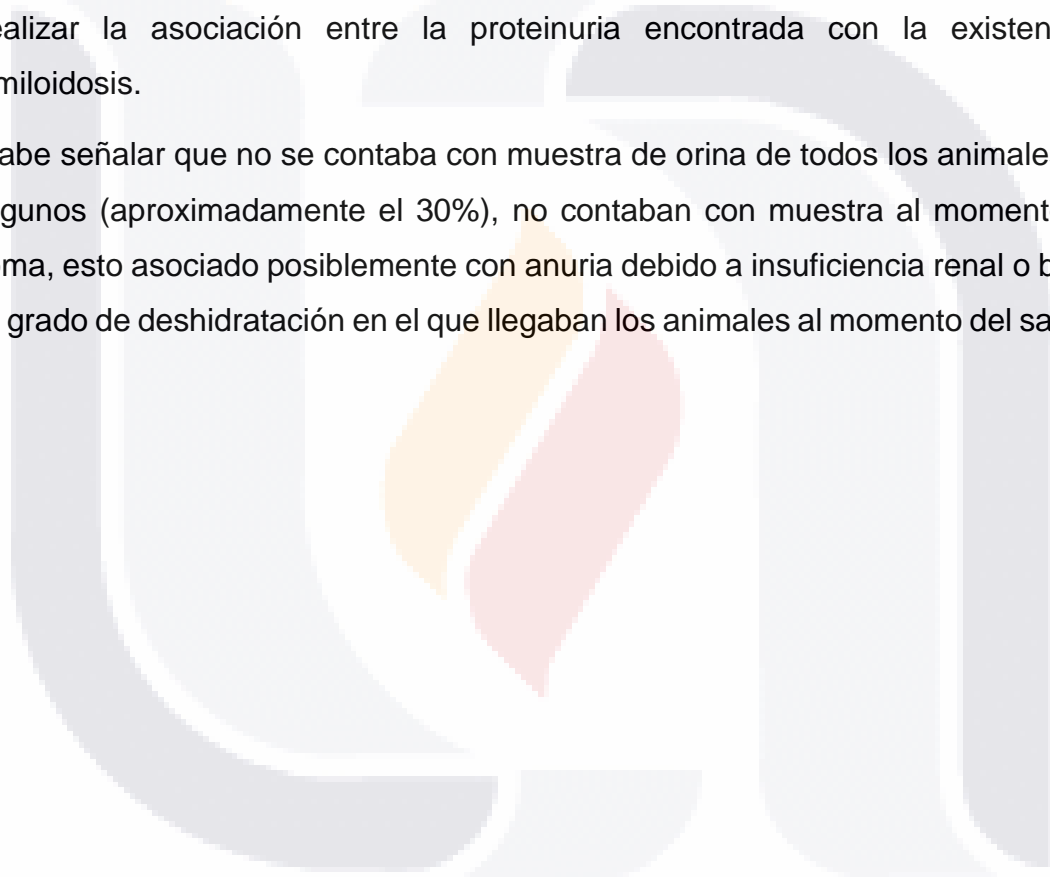 ealizar la asociación entre la proteinuria encontrada con la existen
miloidosis.
abe señalar que no se contaba con muestra de orina de todos los animale
gunos (aproximadamente el 30%), no contaban con muestra al moment
oma, esto asociado posiblemente con anuria debido a insuficiencia renal o b
grado de deshidratación en el que llegaban los animales al momento del sa